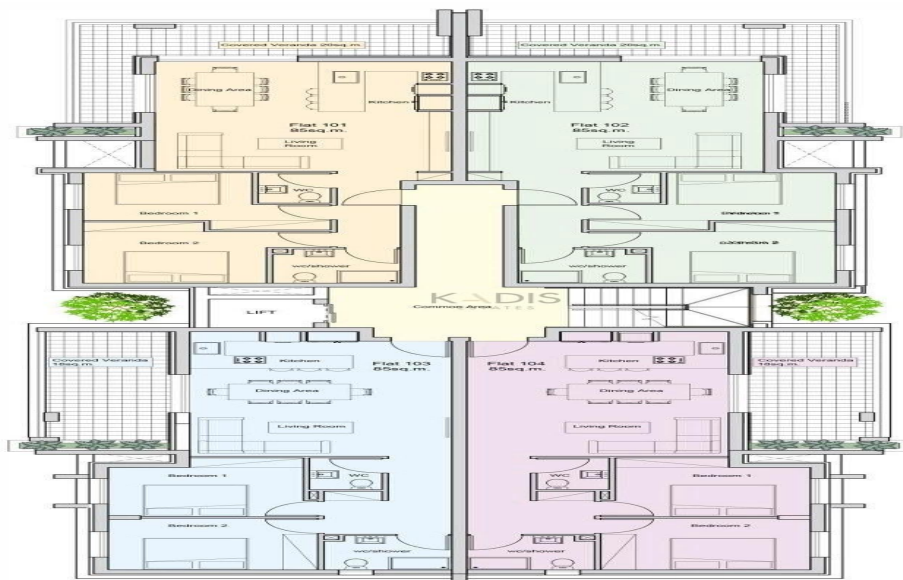 Covered Veranda 20sq.m.
Covered Veranda 20sq.m.
Dining Area
Kitchen
Flat 101
85sq.m.
Living
Room
WC
Bedroom 1
Bedroom 2
wc/shower
Kitchen
Dining Area
Flat 102
85sq.m.
Living
Room
WC
wc/shower
KADIS
Common Area
LIFT
Covered Veranda
18sq.m
Kitchen
Flat 103
85sq.m.
Dining Area
Living Room
Bedroom 1
WC
Bedroom 2
wc/shower
Flat 104
85sq.m.
Kitchen
Dining Area
Living Room
WC
Bedroom 1
Bedroom 2
wc/shower
Covered Veranda
18sq.m.